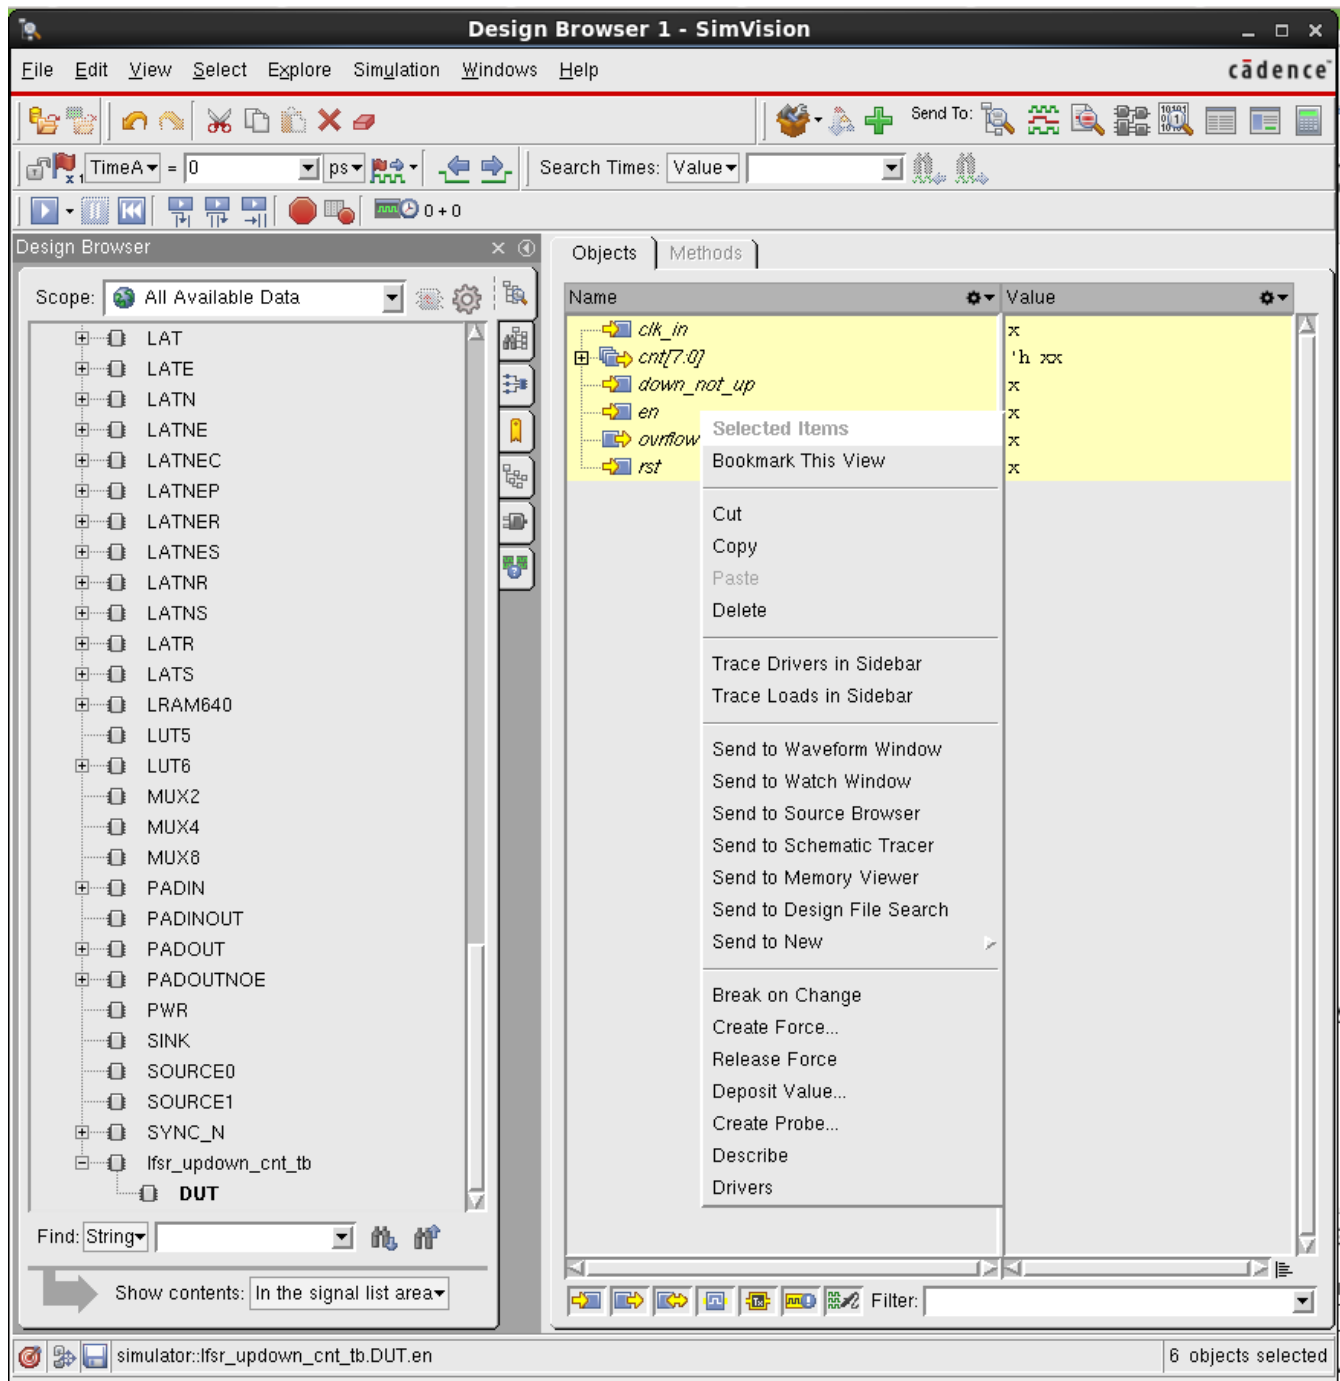 Design Browser 1 - SimVision
File Edit View Select Explore Simulation Windows Help
cādence
Send To:
TimeA = 0 ps Search Times: Value
0 + 0
Design Browser
Scope: All Available Data
LAT
LATE
LATN
LATNE
LATNEC
LATNEP
LATNER
LATNES
LATNR
LATNS
LATR
LATS
LRAM640
LUT5
LUT6
MUX2
MUX4
MUX8
PADIN
PADINOUT
PADOUT
PADOUTNOE
PWR
SINK
SOURCE0
SOURCE1
SYNC_N
lfsr_updown_cnt_tb
DUT
Find: String
Show contents: In the signal list area
Objects Methods
Name Value
clk_in x
cnt[7:0] 'h xx
down_not_up x
en x
ovrflow x
rst x
Selected Items
Bookmark This View
Cut
Copy
Paste
Delete
Trace Drivers in Sidebar
Trace Loads in Sidebar
Send to Waveform Window
Send to Watch Window
Send to Source Browser
Send to Schematic Tracer
Send to Memory Viewer
Send to Design File Search
Send to New
Break on Change
Create Force...
Release Force
Deposit Value...
Create Probe...
Describe
Drivers
Filter:
simulator::lfsr_updown_cnt_tb.DUT.en
6 objects selected